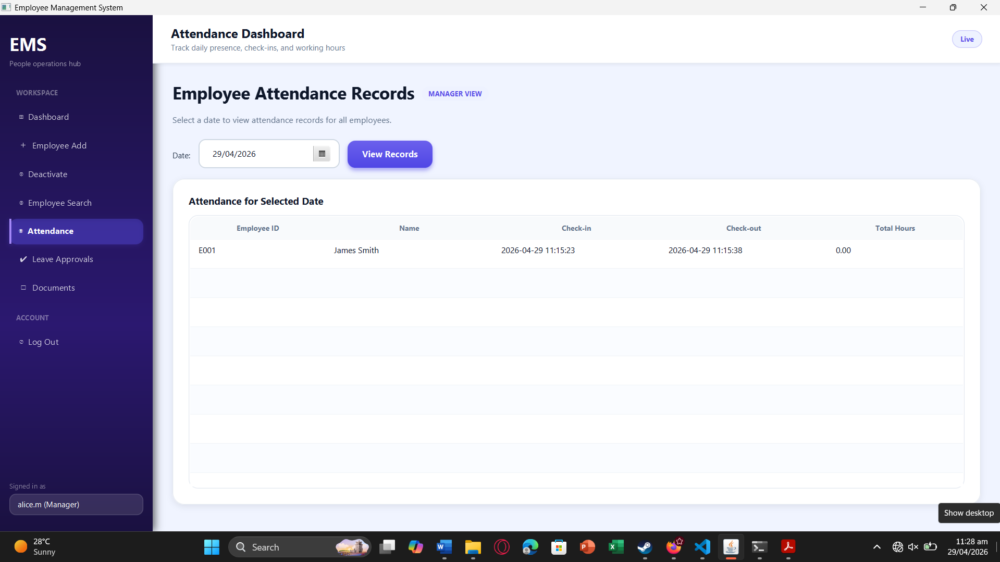 Employee Management System
EMS
People operations hub
WORKSPACE
Dashboard
Employee Add
Deactivate
Employee Search
Attendance
Leave Approvals
Documents
ACCOUNT
Log Out
Signed in as
alice.m (Manager)
Attendance Dashboard
Track daily presence, check-ins, and working hours
Live
Employee Attendance Records MANAGER VIEW
Select a date to view attendance records for all employees.
Date: 29/04/2026 View Records
Attendance for Selected Date
Employee ID Name Check-in Check-out Total Hours
E001 James Smith 2026-04-29 11:15:23 2026-04-29 11:15:38 0.00
Show desktop
28°C
Sunny
Search
11:28 am
29/04/2026